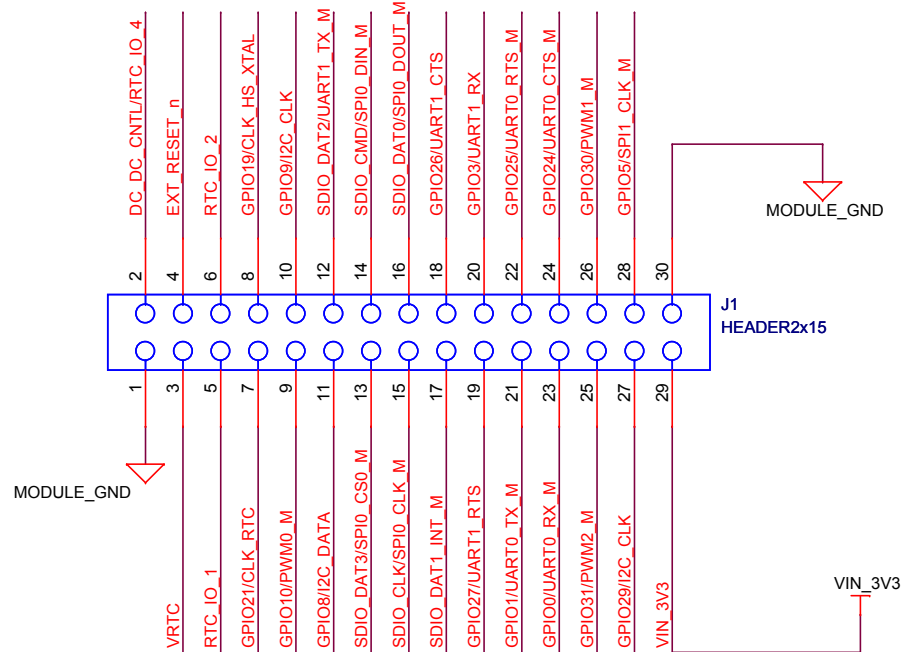 DC_DC_CNTL/RTC_IO_4
EXT_RESET_n
RTC_IO_2
GPIO19/CLK_HS_XTAL
GPIO9/I2C_CLK
SDIO_DAT2/UART1_TX_M
SDIO_CMD/SPI0_DIN_M
SDIO_DAT0/SPI0_DOUT_M
GPIO26/UART1_CTS
GPIO3/UART1_RX
GPIO25/UART0_RTS_M
GPIO24/UART0_CTS_M
GPIO30/PWM1_M
GPIO5/SPI1_CLK_M
MODULE_GND
2 4 6 8 10 12 14 16 18 20 22 24 26 28 30
J1
HEADER2x15
1 3 5 7 9 11 13 15 17 19 21 23 25 27 29
MODULE_GND
VRTC
RTC_IO_1
GPIO21/CLK_RTC
GPIO10/PWM0_M
GPIO8/I2C_DATA
SDIO_DAT3/SPI0_CS0_M
SDIO_CLK/SPI0_CLK_M
SDIO_DAT1_INT_M
GPIO27/UART1_RTS
GPIO1/UART0_TX_M
GPIO0/UART0_RX_M
GPIO31/PWM2_M
GPIO29/I2C_CLK
VIN_3V3
VIN_3V3